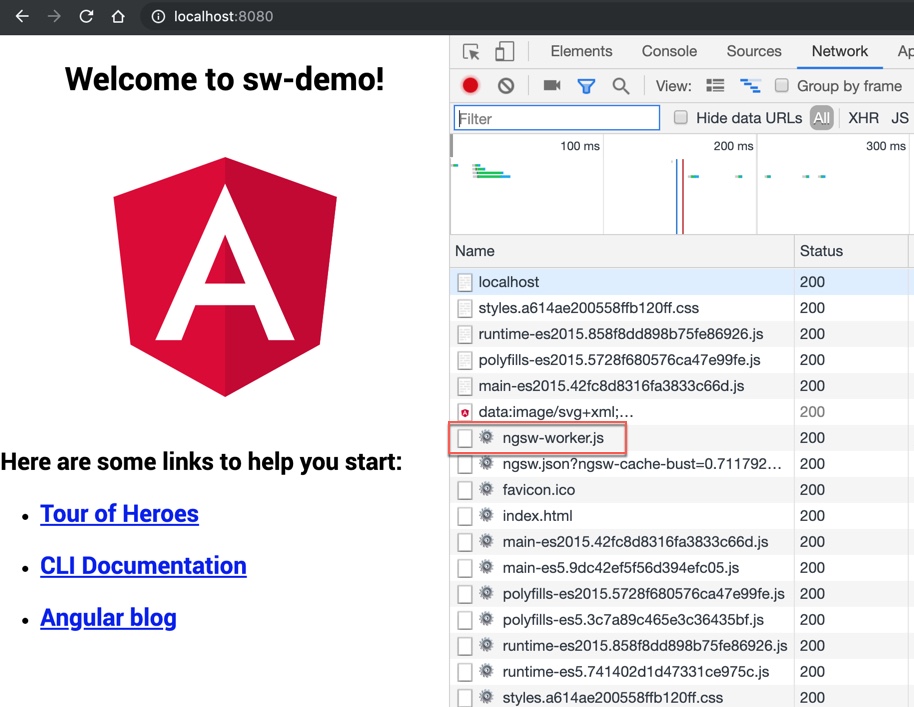 localhost:8080
Welcome to sw-demo!
A
Here are some links to help you start:
Tour of Heroes
CLI Documentation
Angular blog
Elements Console Sources Network Ap
View: Group by frame
Filter Hide data URLs All XHR JS
100 ms 200 ms 300 ms
Name Status
localhost 200
styles.a614ae200558ffb120ff.css 200
runtime-es2015.858f8dd898b75fe86926.js 200
polyfills-es2015.5728f680576ca47e99fe.js 200
main-es2015.42fc8d8316fa3833c66d.js 200
data:image/svg+xml;… 200
ngsw-worker.js 200
ngsw.json?ngsw-cache-bust=0.711792… 200
favicon.ico 200
index.html 200
main-es2015.42fc8d8316fa3833c66d.js 200
main-es5.9dc42ef5f56d394efc05.js 200
polyfills-es2015.5728f680576ca47e99fe.js 200
polyfills-es5.3c7a89c465e3c36435bf.js 200
runtime-es2015.858f8dd898b75fe86926.js 200
runtime-es5.741402d1d47331ce975c.js 200
styles.a614ae200558ffb120ff.css 200